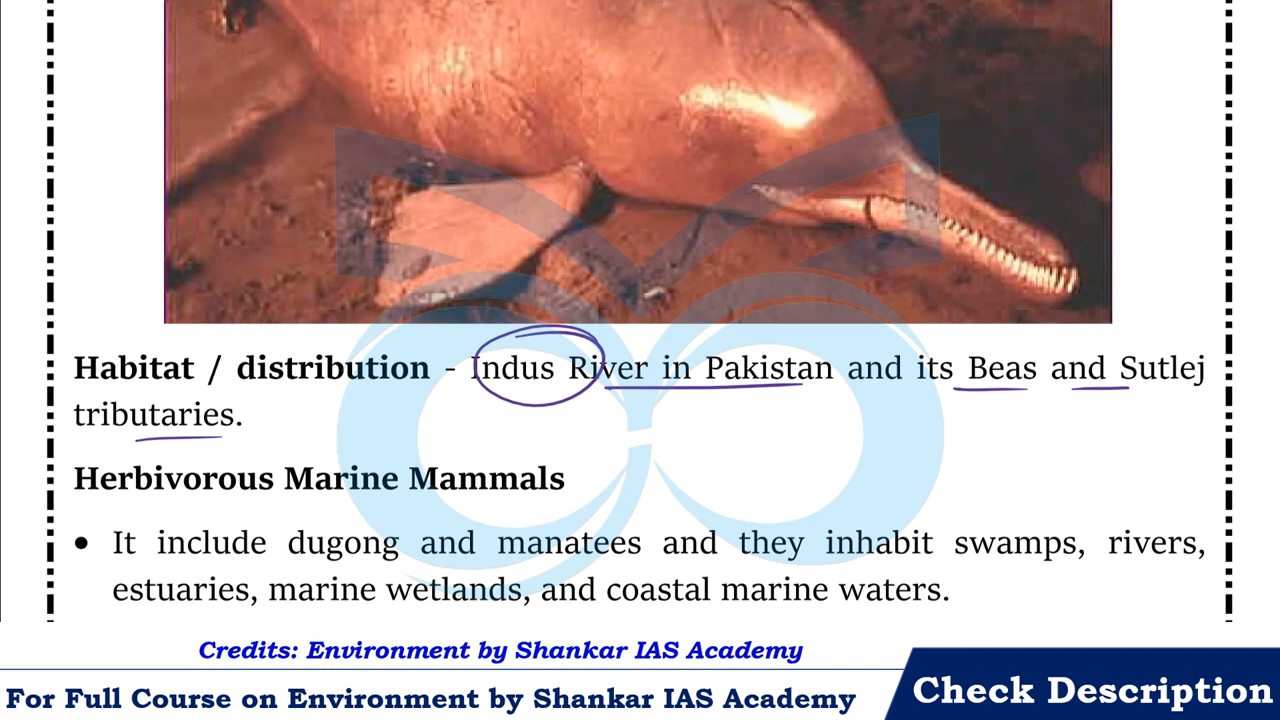 Habitat / distribution - Indus River in Pakistan and its Beas and Sutlej
tributaries.
Herbivorous Marine Mammals
• It include dugong and manatees and they inhabit swamps, rivers,
estuaries, marine wetlands, and coastal marine waters.
Credits: Environment by Shankar IAS Academy
For Full Course on Environment by Shankar IAS Academy
Check Description